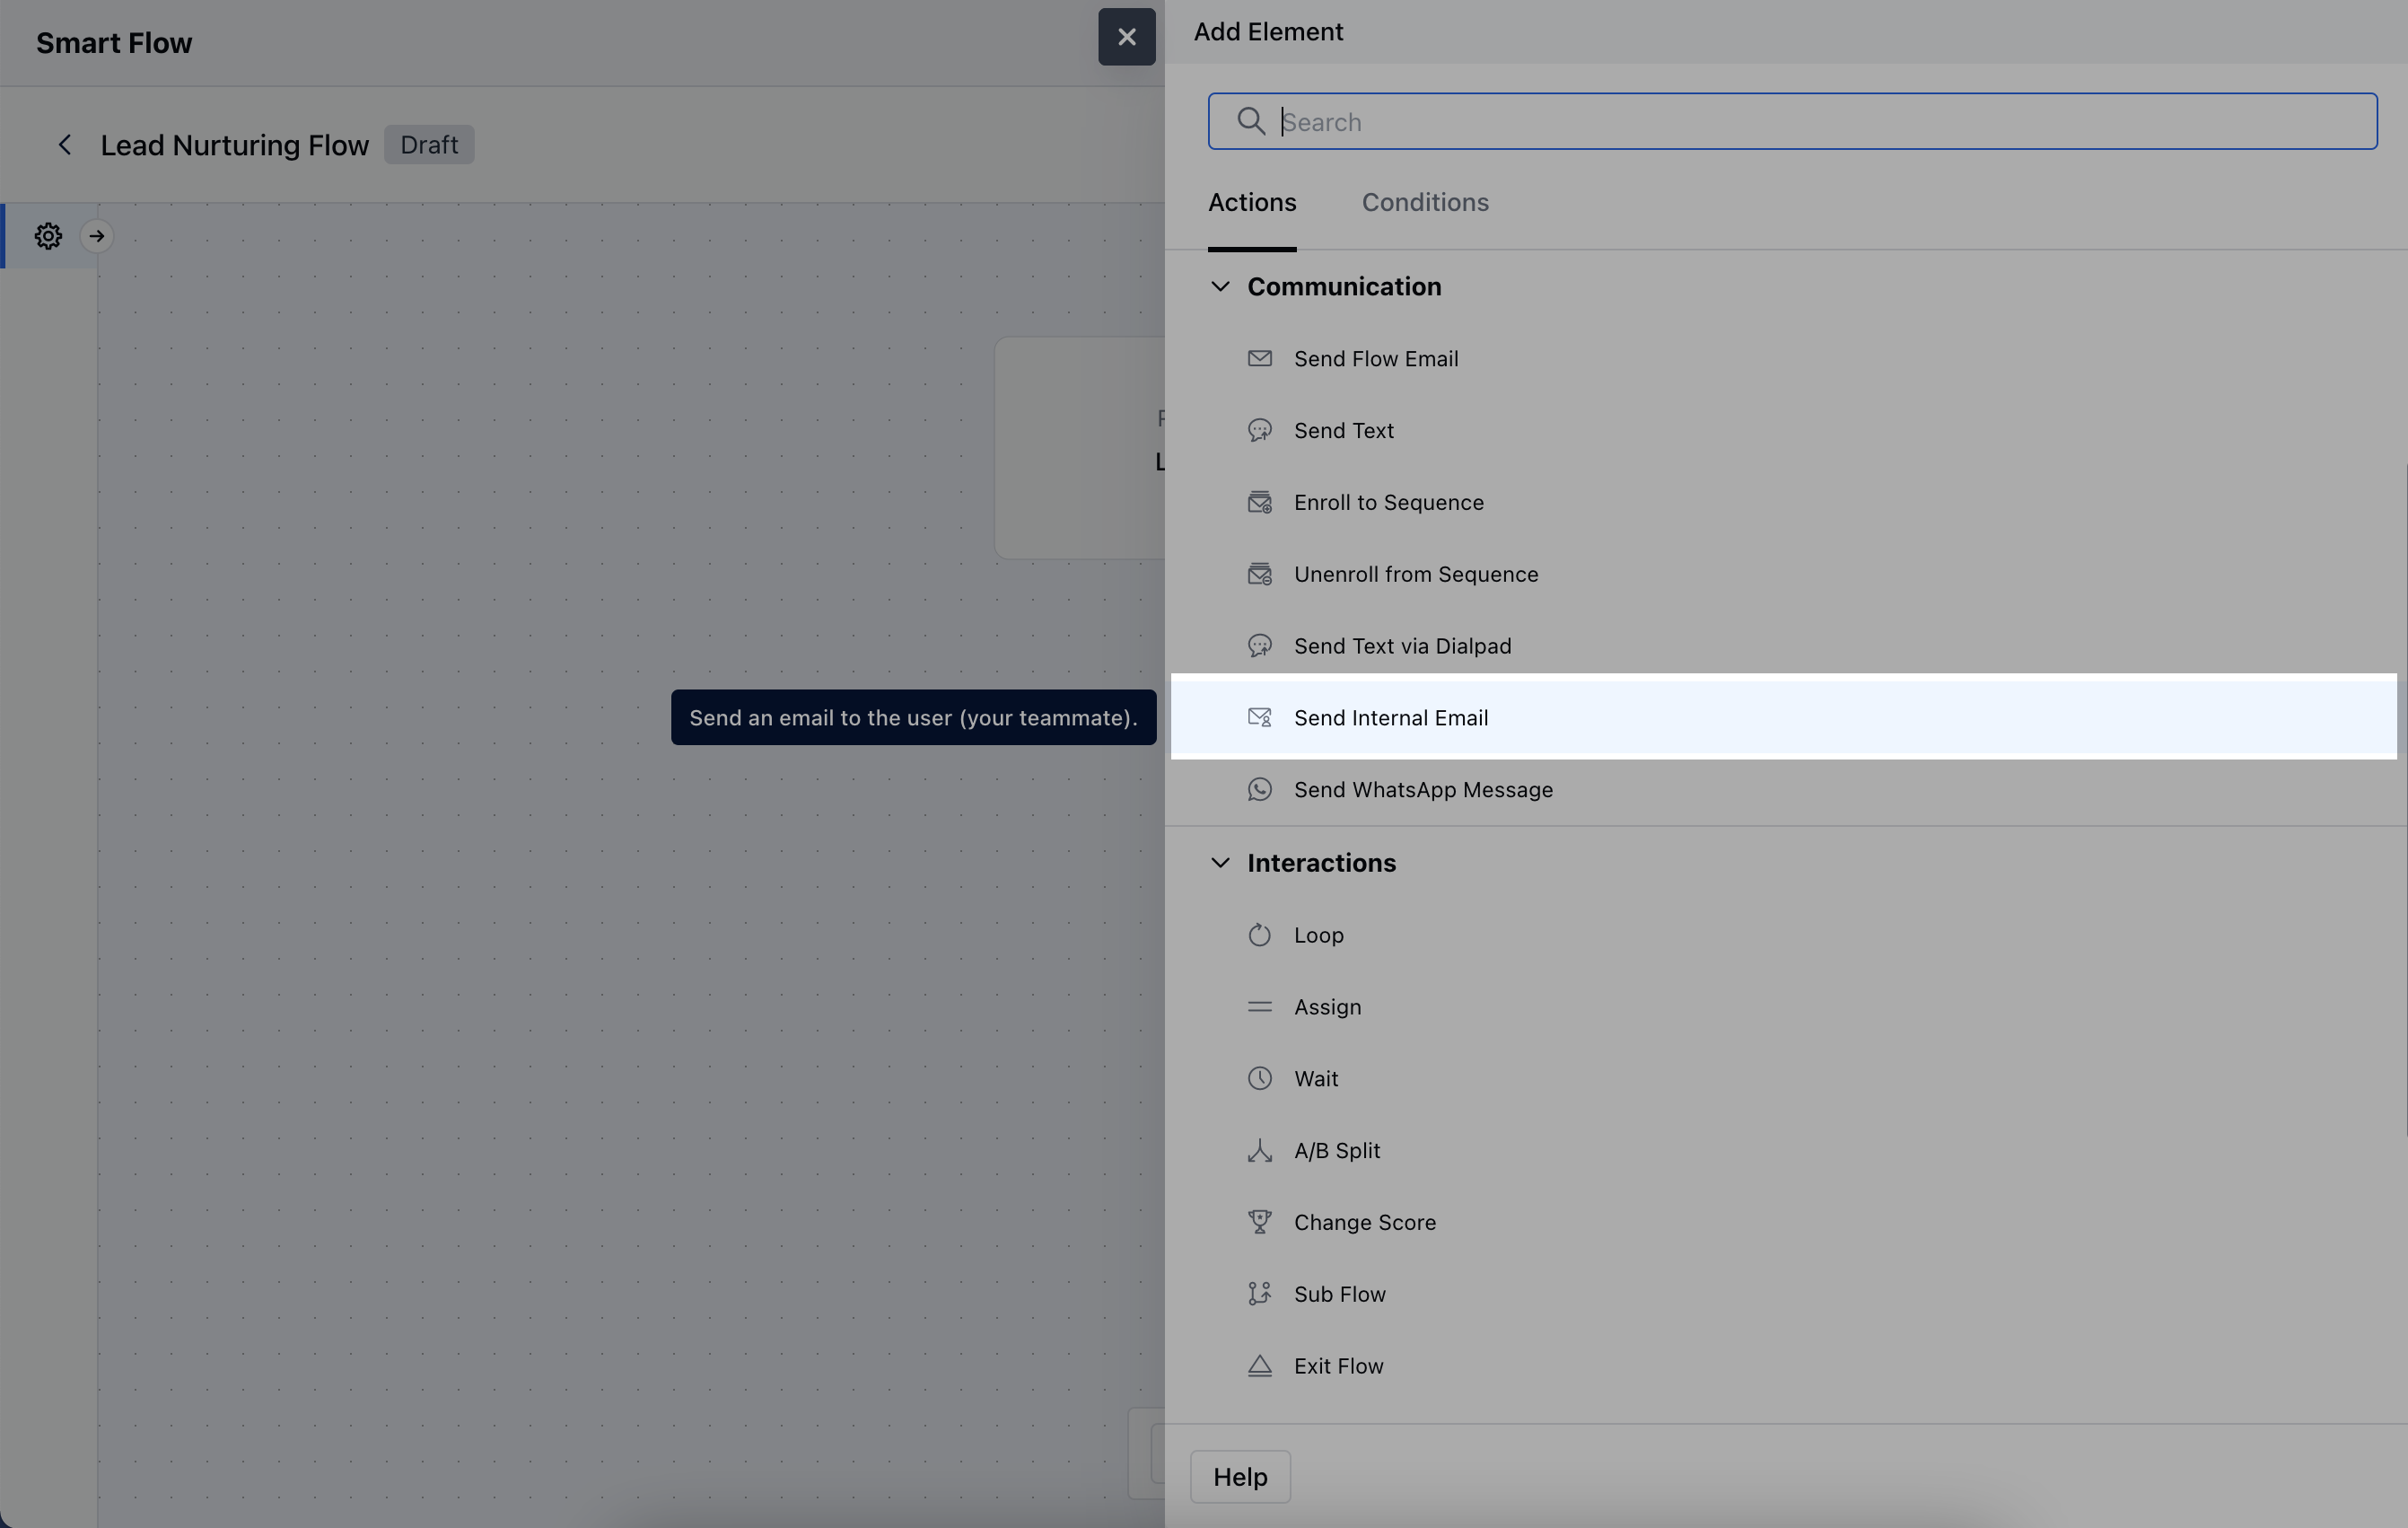 Smart Flow
Lead Nurturing Flow
Draft
Send an email to the user (your teammate).
Add Element
Search
Actions
Conditions
Communication
Send Flow Email
Send Text
Enroll to Sequence
Unenroll from Sequence
Send Text via Dialpad
Send Internal Email
Send WhatsApp Message
Interactions
Loop
Assign
Wait
A/B Split
Change Score
Sub Flow
Exit Flow
Help